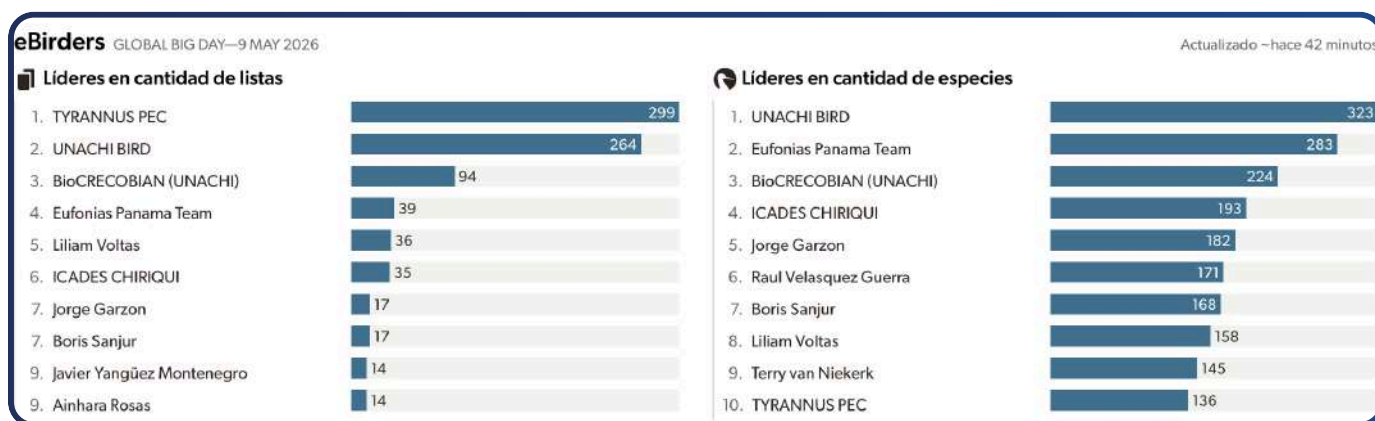 eBirders GLOBAL BIG DAY—9 MAY 2026
Actualizado ~hace 42 minutos
Líderes en cantidad de listas
1. TYRANNUS PEC 299
2. UNACHI BIRD 264
3. BioCRECOBIAN (UNACHI) 94
4. Eufonias Panama Team 39
5. Liliam Voltas 36
6. ICADES CHIRIQUI 35
7. Jorge Garzon 17
7. Boris Sanjur 17
9. Javier Yangüez Montenegro 14
9. Ainhara Rosas 14
Líderes en cantidad de especies
1. UNACHI BIRD 323
2. Eufonias Panama Team 283
3. BioCRECOBIAN (UNACHI) 224
4. ICADES CHIRIQUI 193
5. Jorge Garzon 182
6. Raul Velasquez Guerra 171
7. Boris Sanjur 168
8. Liliam Voltas 158
9. Terry van Niekerk 145
10. TYRANNUS PEC 136